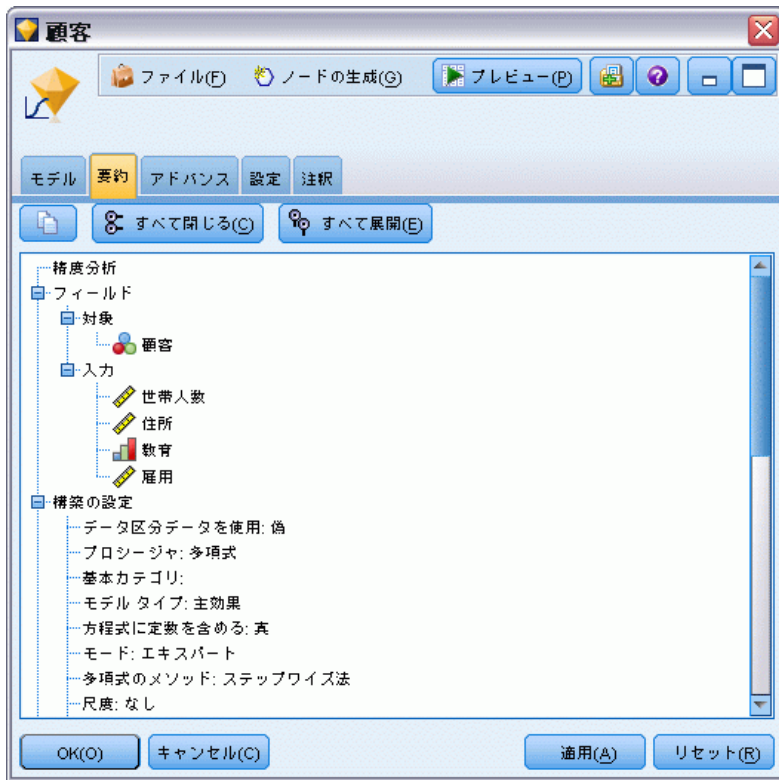 顧客
ファイル(F) ノードの生成(G) プレビュー(P)
モデル 要約 アドバンス 設定 注釈
すべて閉じる(C) すべて展開(E)
精度分析
フィールド
対象
顧客
入力
世帯人数
住所
教育
雇用
構築の設定
データ区分データを使用: 偽
プロシージャ: 多項式
基本カテゴリ:
モデル タイプ: 主効果
方程式に定数を含める: 真
モード: エキスパート
多項式のメソッド: ステップワイズ法
尺度: なし
OK(O) キャンセル(C) 適用(A) リセット(R)